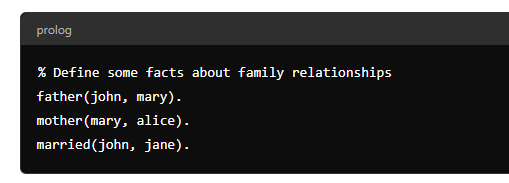 prolog
% Define some facts about family relationships
father(john, mary).
mother(mary, alice).
married(john, jane).